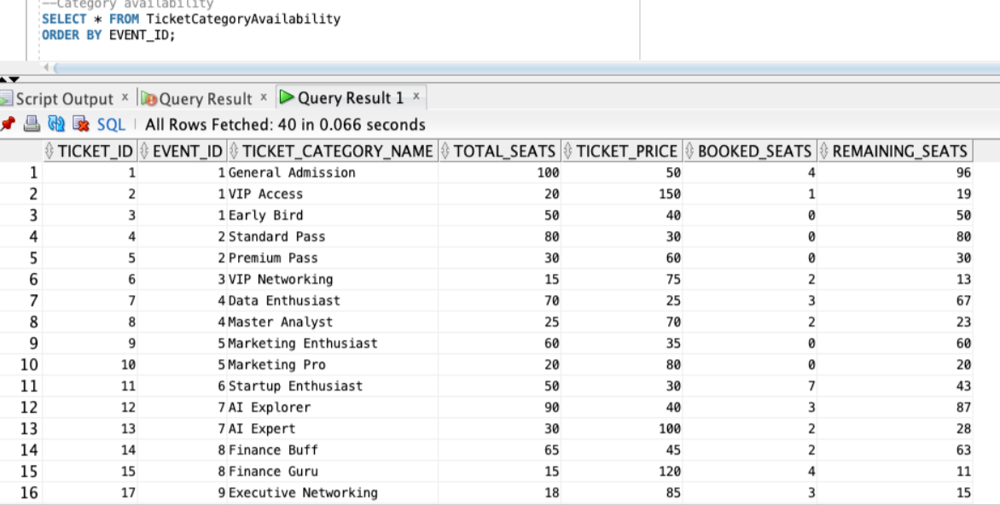 --Category availability
SELECT * FROM TicketCategoryAvailability
ORDER BY EVENT_ID;
Script Output × Query Result × Query Result 1 ×
SQL All Rows Fetched: 40 in 0.066 seconds
TICKET_ID EVENT_ID TICKET_CATEGORY_NAME TOTAL_SEATS TICKET_PRICE BOOKED_SEATS REMAINING_SEATS
1 1 1 General Admission 100 50 4 96
2 2 1 VIP Access 20 150 1 19
3 3 1 Early Bird 50 40 0 50
4 4 2 Standard Pass 80 30 0 80
5 5 2 Premium Pass 30 60 0 30
6 6 3 VIP Networking 15 75 2 13
7 7 4 Data Enthusiast 70 25 3 67
8 8 4 Master Analyst 25 70 2 23
9 9 5 Marketing Enthusiast 60 35 0 60
10 10 5 Marketing Pro 20 80 0 20
11 11 6 Startup Enthusiast 50 30 7 43
12 12 7 AI Explorer 90 40 3 87
13 13 7 AI Expert 30 100 2 28
14 14 8 Finance Buff 65 45 2 63
15 15 8 Finance Guru 15 120 4 11
16 17 9 Executive Networking 18 85 3 15